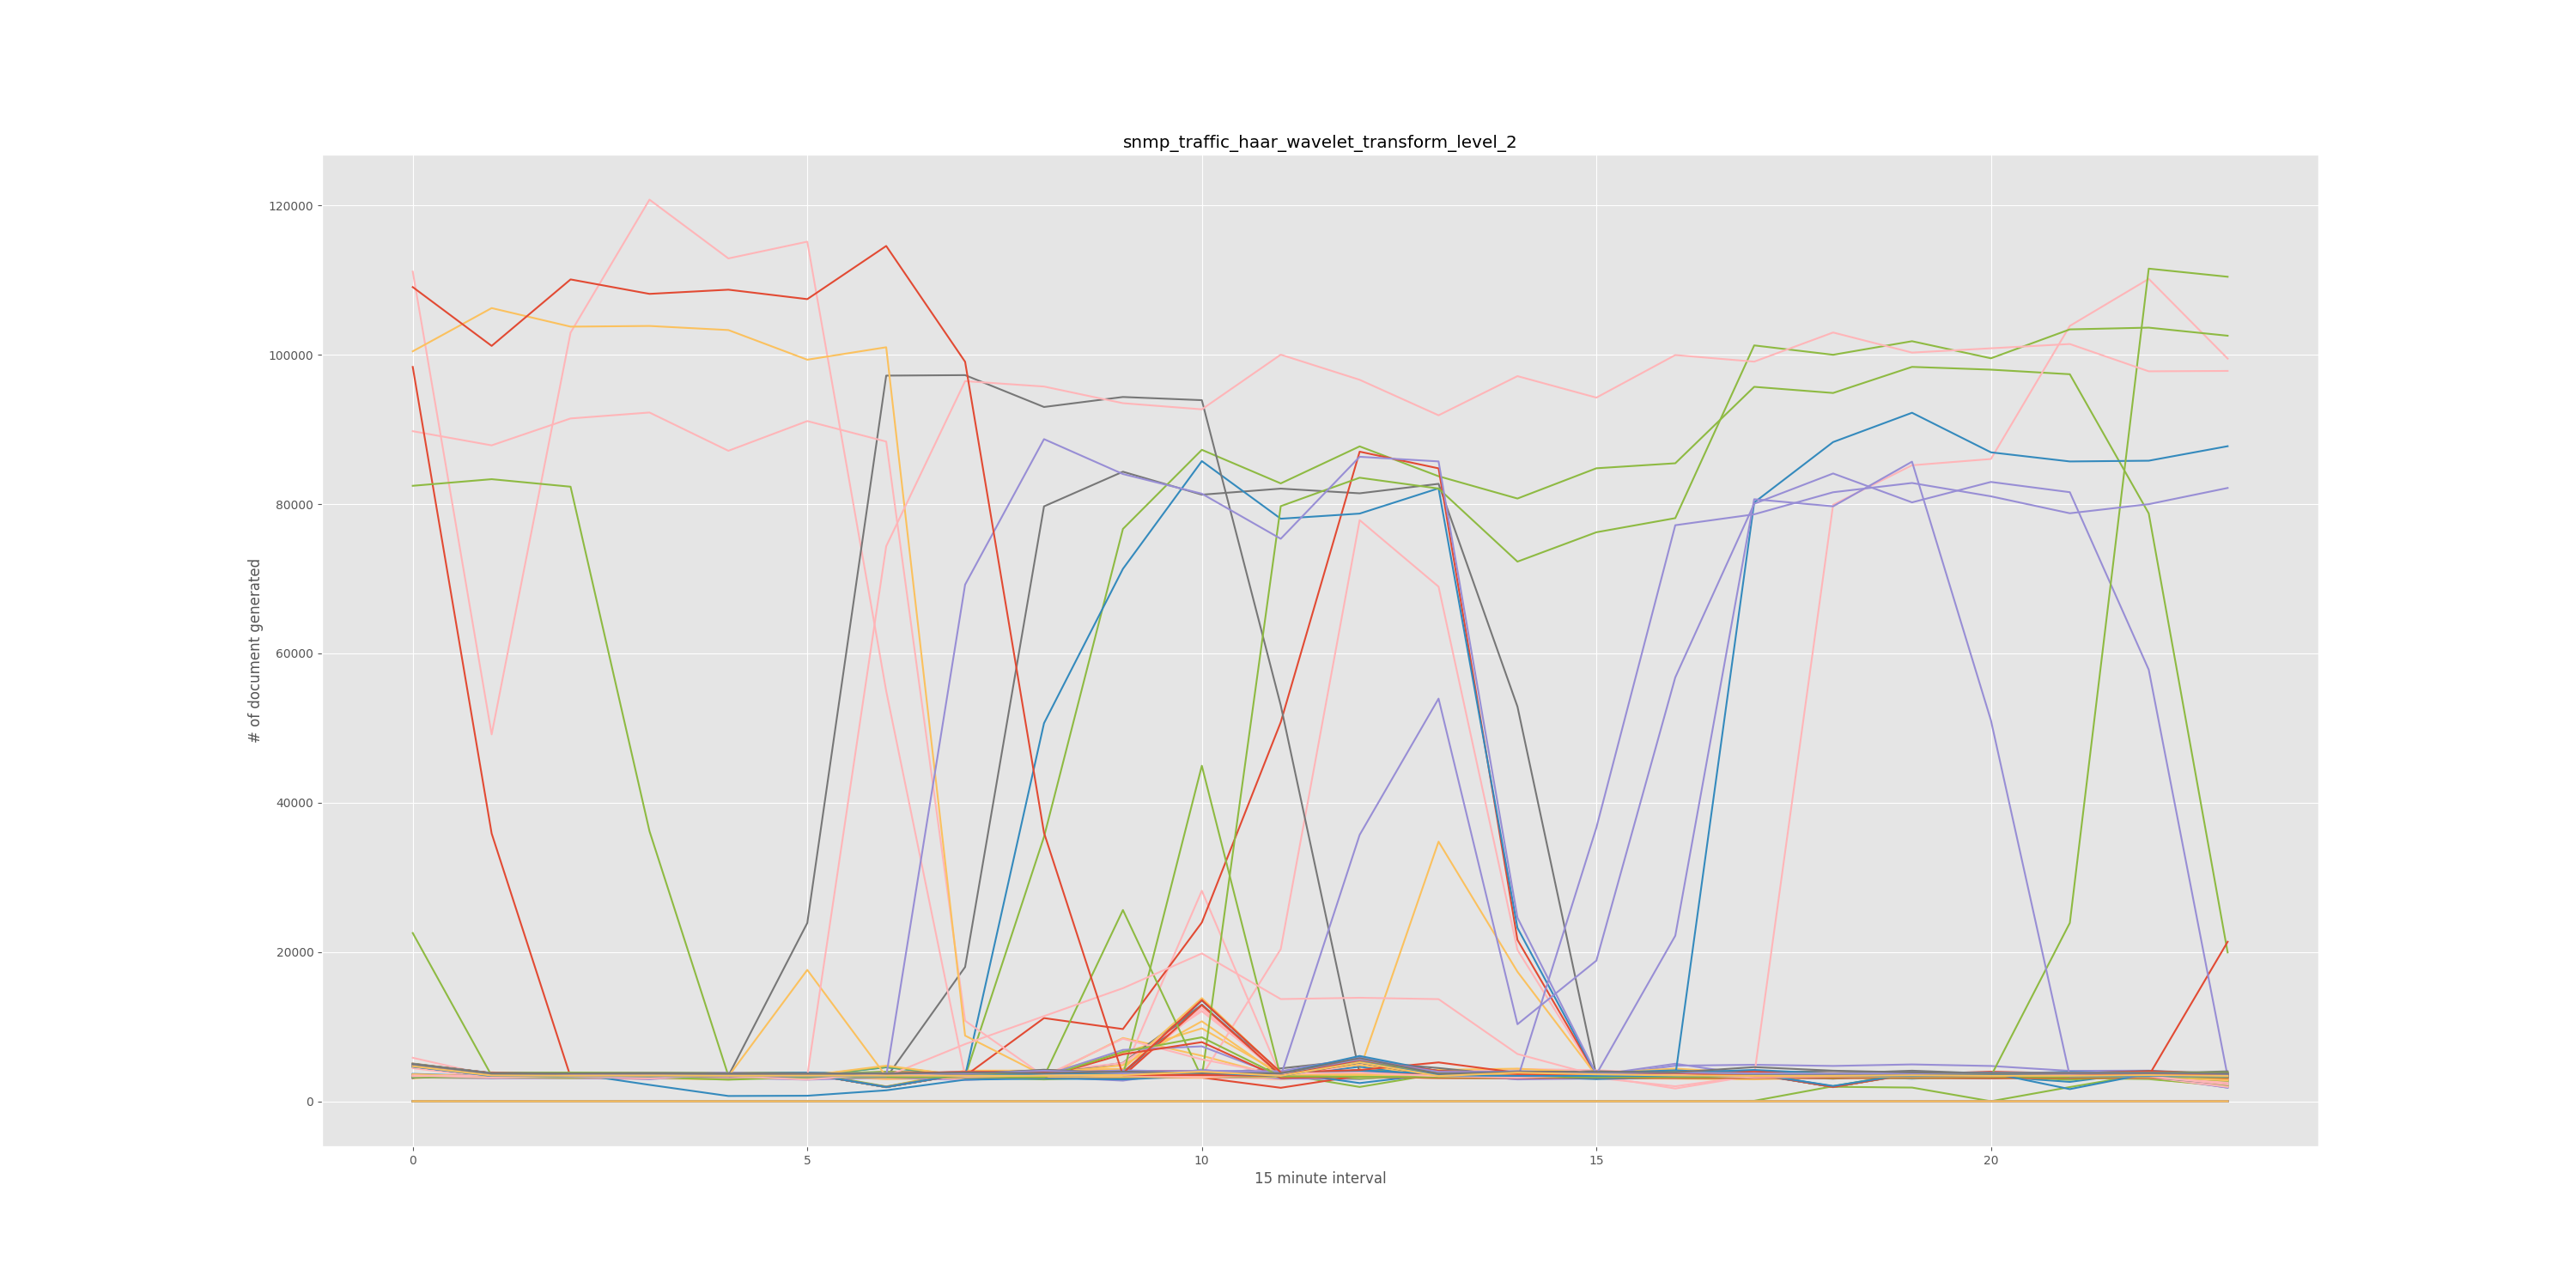 snmp_traffic_haar_wavelet_transform_level_2
120000
100000
80000
60000
40000
20000
0
# of document generated
0 5 10 15 20
15 minute interval